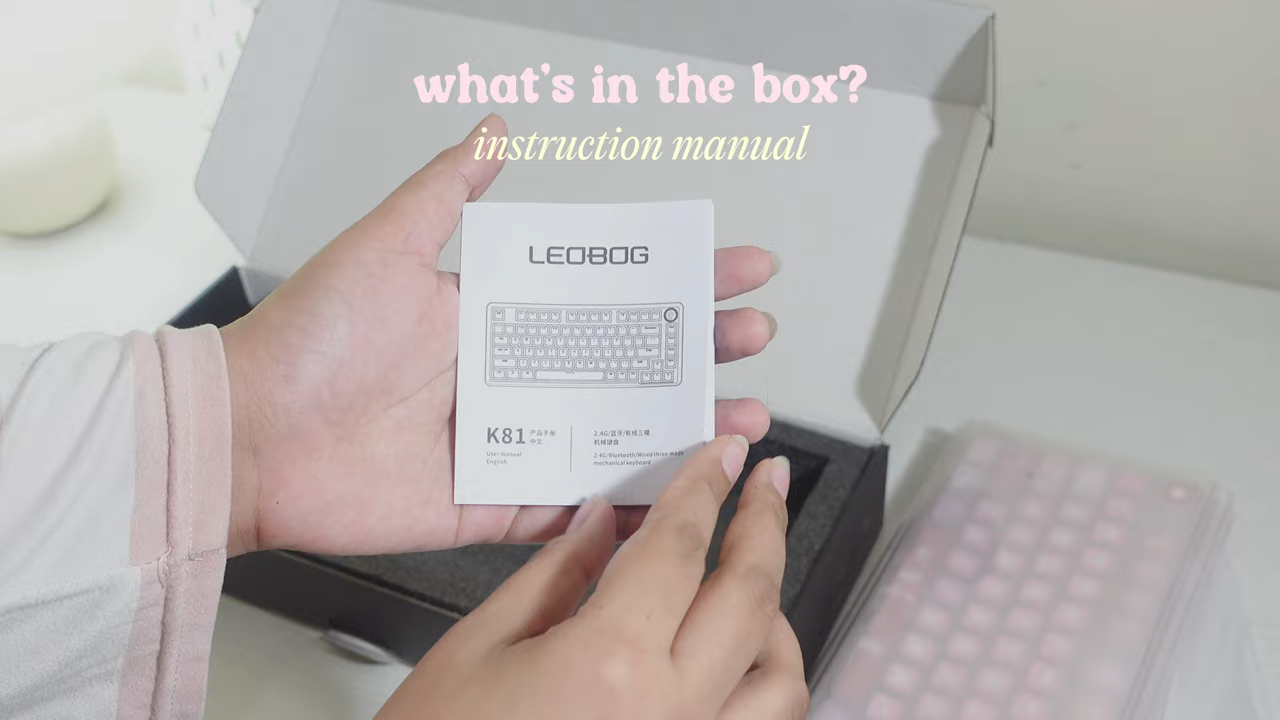 what's in the box?
instruction manual
LEOBOG
K81 产品手册
中文
User manual
English
2.4G/蓝牙/有线三模
机械键盘
2.4G/Bluetooth/Wired three-mode
mechanical keyboard